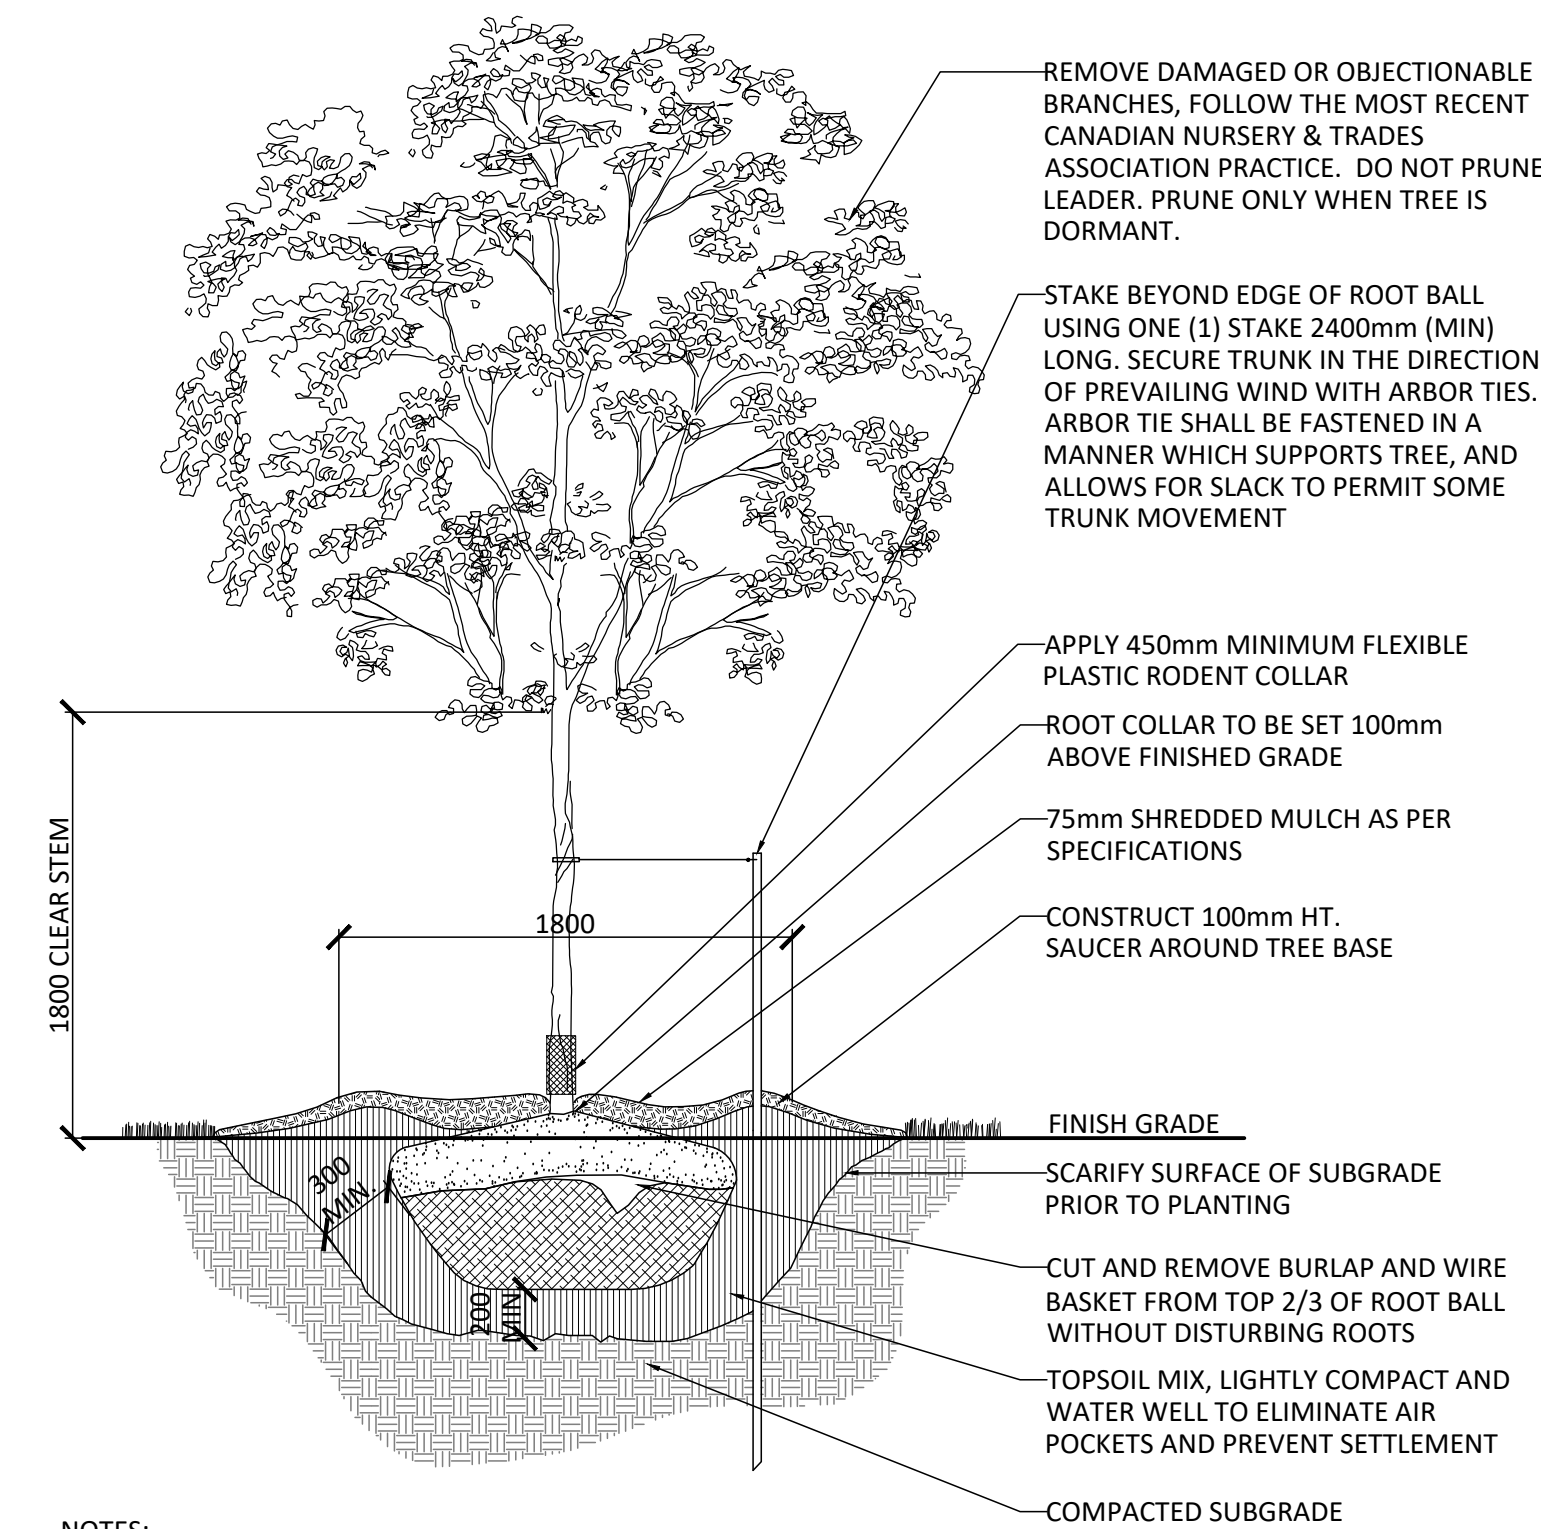 REMOVE DAMAGED OR OBJECTIONABLE
BRANCHES, FOLLOW THE MOST RECENT
CANADIAN NURSERY & TRADES
ASSOCIATION PRACTICE. DO NOT PRUNE
LEADER. PRUNE ONLY WHEN TREE IS
DORMANT.
STAKE BEYOND EDGE OF ROOT BALL
USING ONE (1) STAKE 2400mm (MIN)
LONG. SECURE TRUNK IN THE DIRECTION
OF PREVAILING WIND WITH ARBOR TIES.
ARBOR TIE SHALL BE FASTENED IN A
MANNER WHICH SUPPORTS TREE, AND
ALLOWS FOR SLACK TO PERMIT SOME
TRUNK MOVEMENT
APPLY 450mm MINIMUM FLEXIBLE
PLASTIC RODENT COLLAR
ROOT COLLAR TO BE SET 100mm
ABOVE FINISHED GRADE
75mm SHREDDED MULCH AS PER
SPECIFICATIONS
CONSTRUCT 100mm HT.
SAUCER AROUND TREE BASE
1800 CLEAR STEM
1800
FINISH GRADE
SCARIFY SURFACE OF SUBGRADE
PRIOR TO PLANTING
300
MIN.
CUT AND REMOVE BURLAP AND WIRE
BASKET FROM TOP 2/3 OF ROOT BALL
WITHOUT DISTURBING ROOTS
200
MIN
TOPSOIL MIX, LIGHTLY COMPACT AND
WATER WELL TO ELIMINATE AIR
POCKETS AND PREVENT SETTLEMENT
COMPACTED SUBGRADE
NOTES: